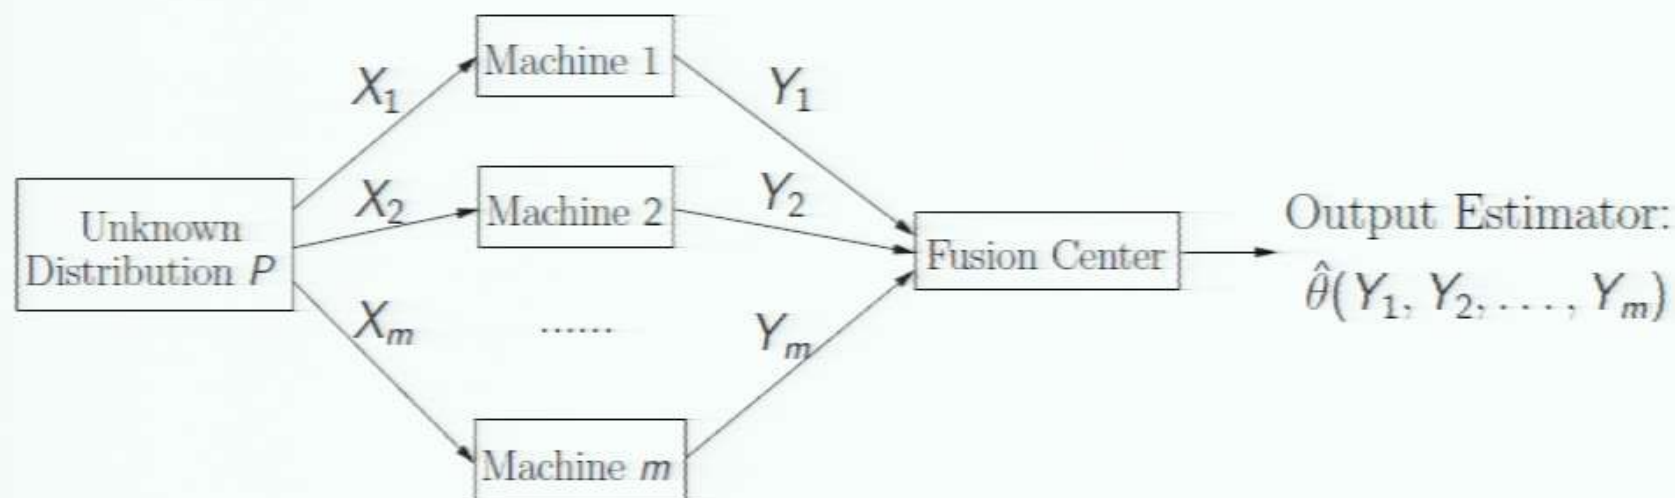 Machine 1
X₁
Y₁
Unknown
Distribution P
X₂
Machine 2
Y₂
Fusion Center
Output Estimator:
θ̂(Y₁, Y₂, . . . , Yₘ)
Xₘ
......
Yₘ
Machine m